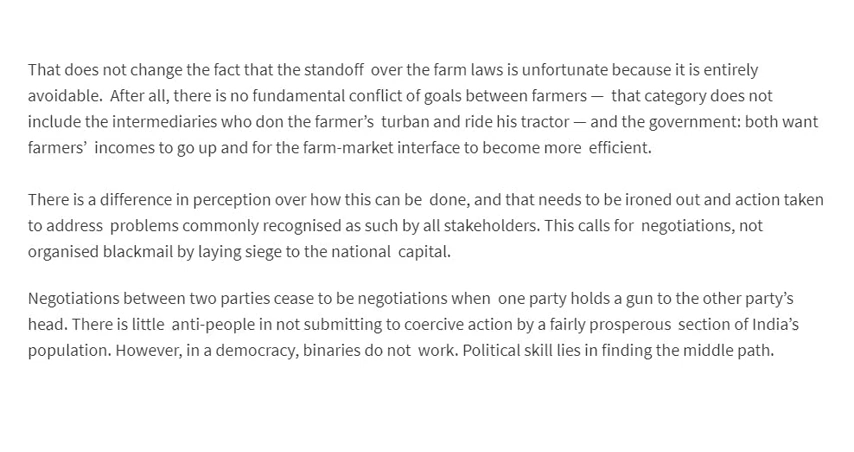 That does not change the fact that the standoff  over the farm laws is unfortunate because it is entirely
avoidable.  After all, there is no fundamental conflict of goals between farmers —  that category does not
include the intermediaries who don the farmer’s  turban and ride his tractor — and the government: both want
farmers’  incomes to go up and for the farm-market interface to become more  efficient.
There is a difference in perception over how this can be  done, and that needs to be ironed out and action taken
to address  problems commonly recognised as such by all stakeholders. This calls for  negotiations, not
organised blackmail by laying siege to the national  capital.
Negotiations between two parties cease to be negotiations when  one party holds a gun to the other party’s
head. There is little  anti-people in not submitting to coercive action by a fairly prosperous  section of India’s
population. However, in a democracy, binaries do not  work. Political skill lies in finding the middle path.